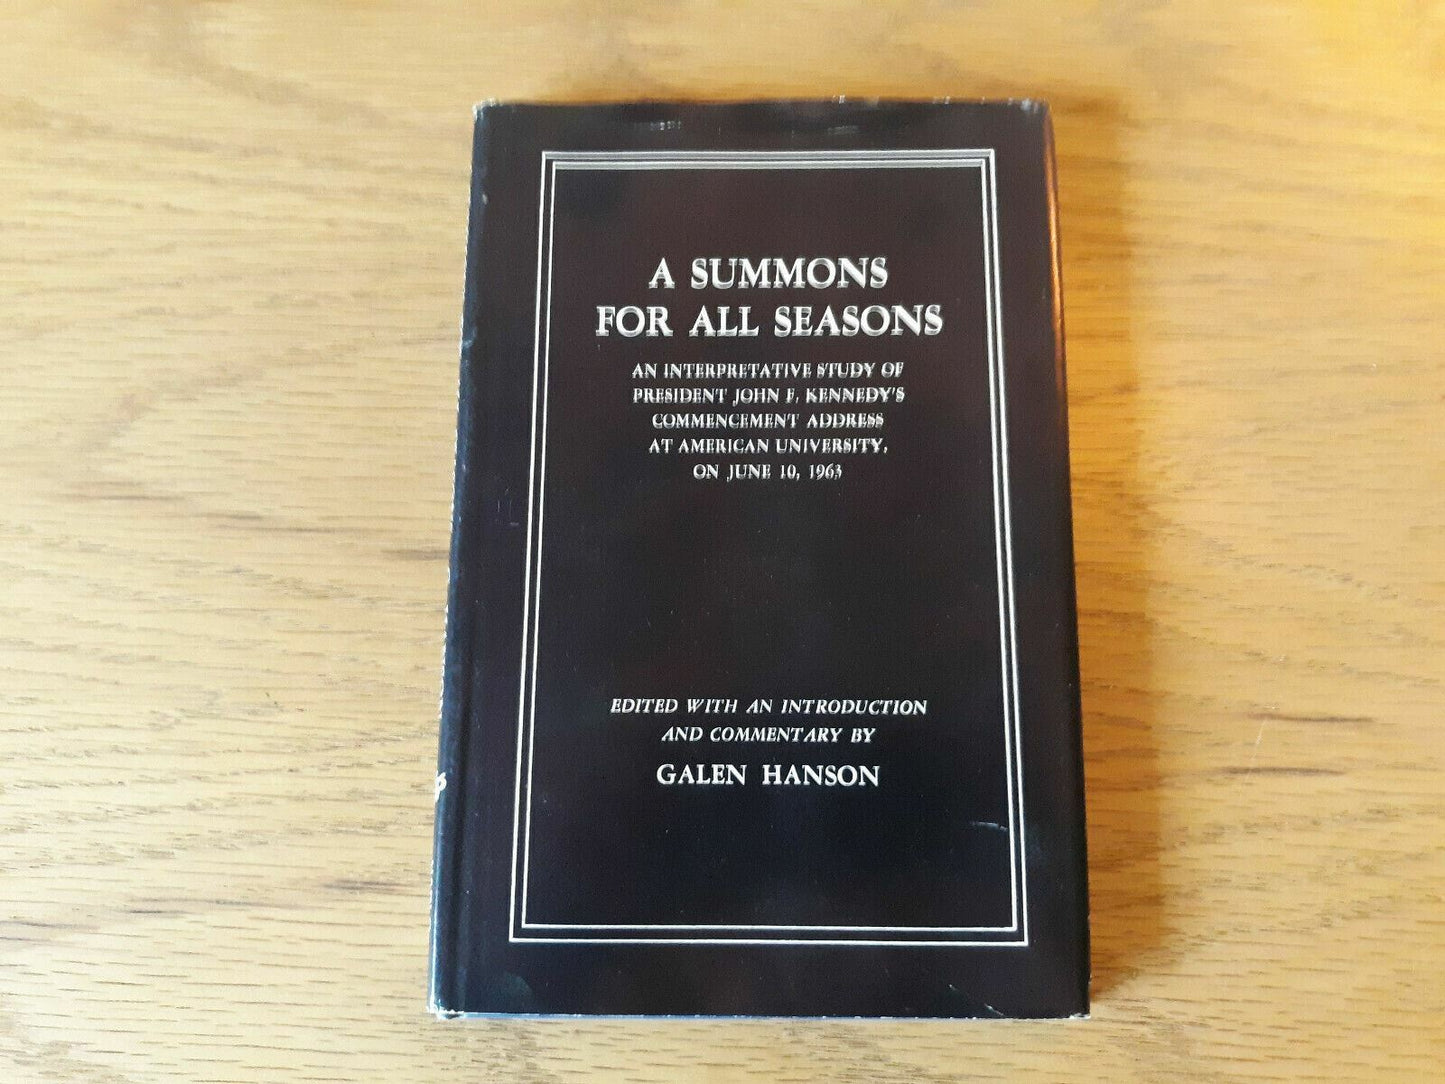 A SUMMONS
FOR ALL SEASONS
AN INTERPRETATIVE STUDY OF
PRESIDENT JOHN F. KENNEDY'S
COMMENCEMENT ADDRESS
AT AMERICAN UNIVERSITY,
ON JUNE 10, 1963
EDITED WITH AN INTRODUCTION
AND COMMENTARY BY
GALEN HANSON